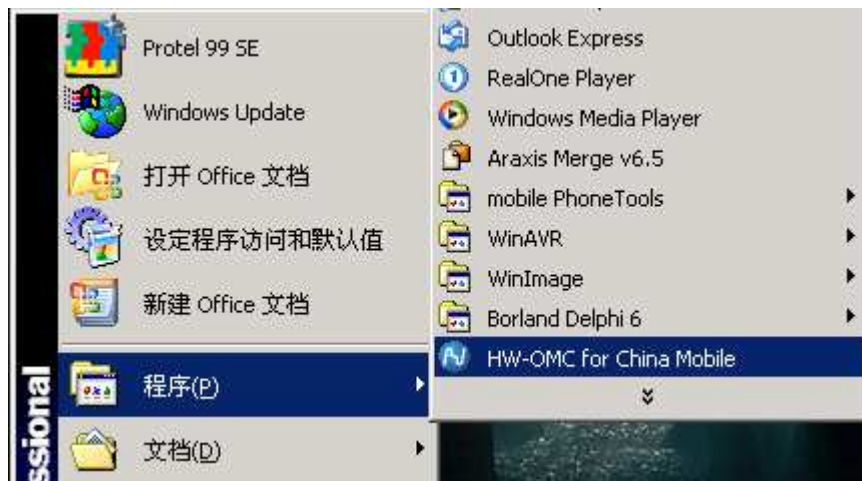 Protel 99 SE
Windows Update
打开 Office 文档
设定程序访问和默认值
新建 Office 文档
程序(P)
文档(D)
ssional
Outlook Express
RealOne Player
Windows Media Player
Araxis Merge v6.5
mobile PhoneTools
WinAVR
WinImage
Borland Delphi 6
HW-OMC for China Mobile